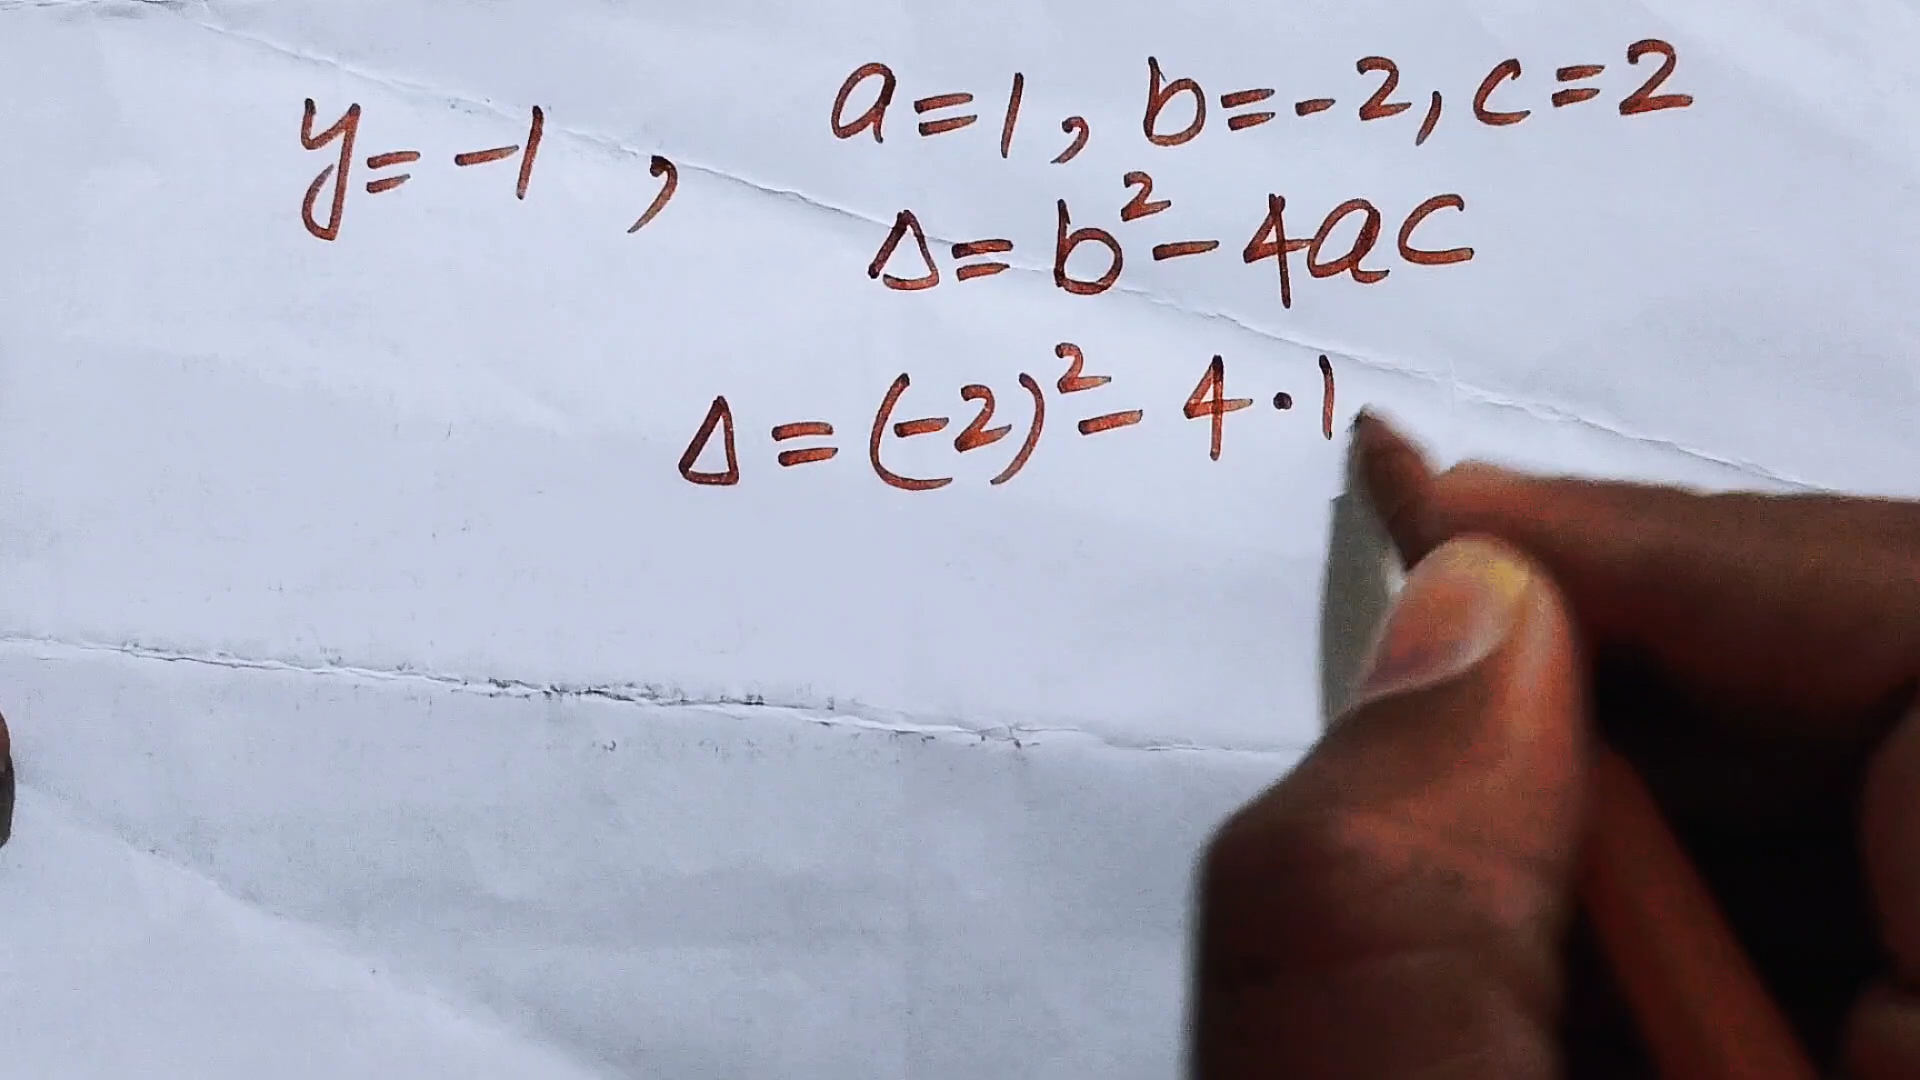 y = -1 ,
a = 1 , b = -2, c = 2
Δ = b² - 4ac
Δ = (-2)² - 4 · 1